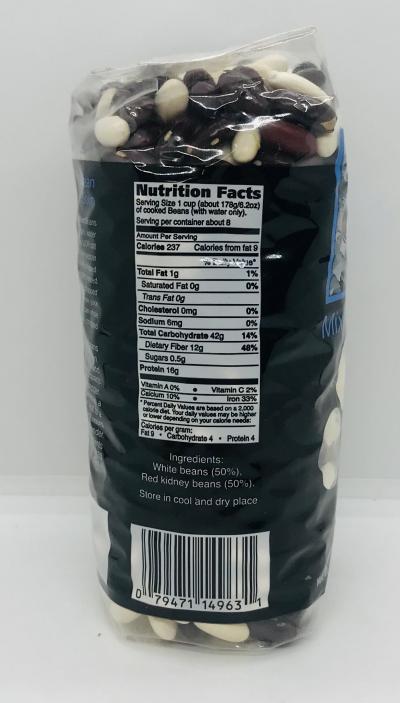 Nutrition Facts
Serving Size 1 cup (about 178g/6.2oz)
of cooked Beans (with water only).
Serving per container about 8
Amount Per Serving
Calories 237 Calories from fat 9
% Daily Value*
Total Fat 1g 1%
Saturated Fat 0g 0%
Trans Fat 0g
Cholesterol 0mg 0%
Sodium 6mg 0%
Total Carbohydrate 42g 14%
Dietary Fiber 12g 48%
Sugars 0.5g
Protein 16g
Vitamin A 0% • Vitamin C 2%
Calcium 10% • Iron 33%
* Percent Daily Values are based on a 2,000
calorie diet. Your daily values may be higher
or lower depending on your calorie needs:
Calories per gram:
Fat 9 • Carbohydrate 4 • Protein 4
Ingredients:
White beans (50%),
Red kidney beans (50%).
Store in cool and dry place
0 79471 14963 1